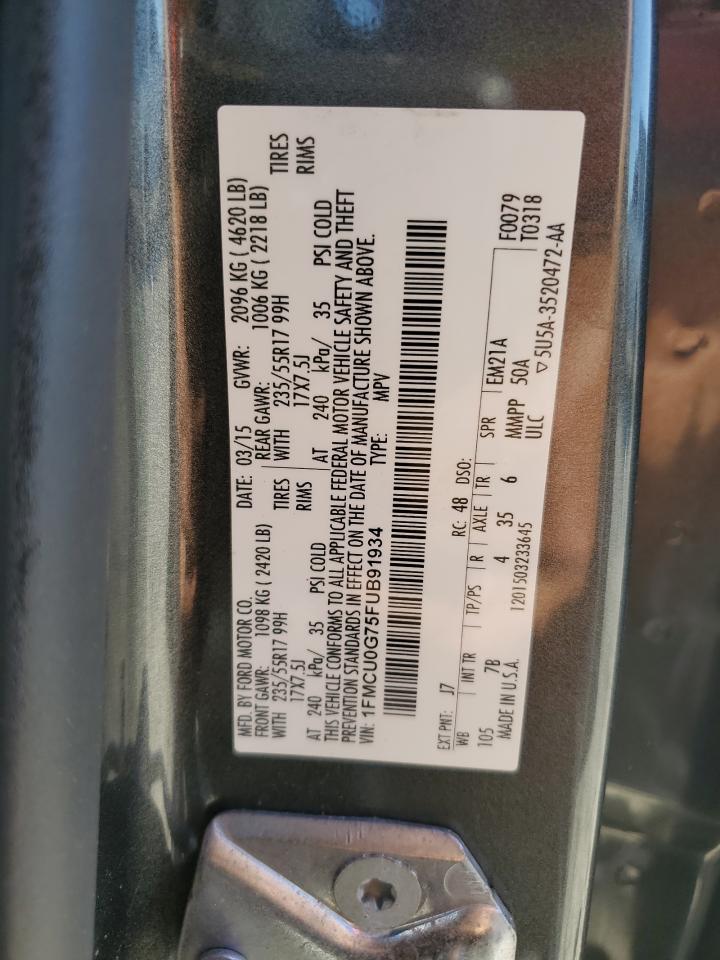 MFD. BY FORD MOTOR CO. DATE: 03/15 GVWR: 2096 KG ( 4620 LB)
FRONT GAWR: 1098 KG ( 2420 LB) REAR GAWR: 1006 KG ( 2218 LB)
WITH 235/55R17 99H TIRES WITH 235/55R17 99H TIRES
17X7.5J RIMS 17X7.5J RIMS
AT 240 kPa/ 35 PSI COLD AT 240 kPa/ 35 PSI COLD
THIS VEHICLE CONFORMS TO ALL APPLICABLE FEDERAL MOTOR VEHICLE SAFETY AND THEFT
PREVENTION STANDARDS IN EFFECT ON THE DATE OF MANUFACTURE SHOWN ABOVE.
VIN: 1FMCU0G75FUB91934 TYPE: MPV
EXT PNT: J7 RC: 48 DSO: F0079
WB INT TR TP/PS R AXLE TR SPR EM21A T0318
105 7B 4 35 6 MMPP 50A
MADE IN U.S.A. 1201503233645 ULC ▽5U5A-3520472-AA